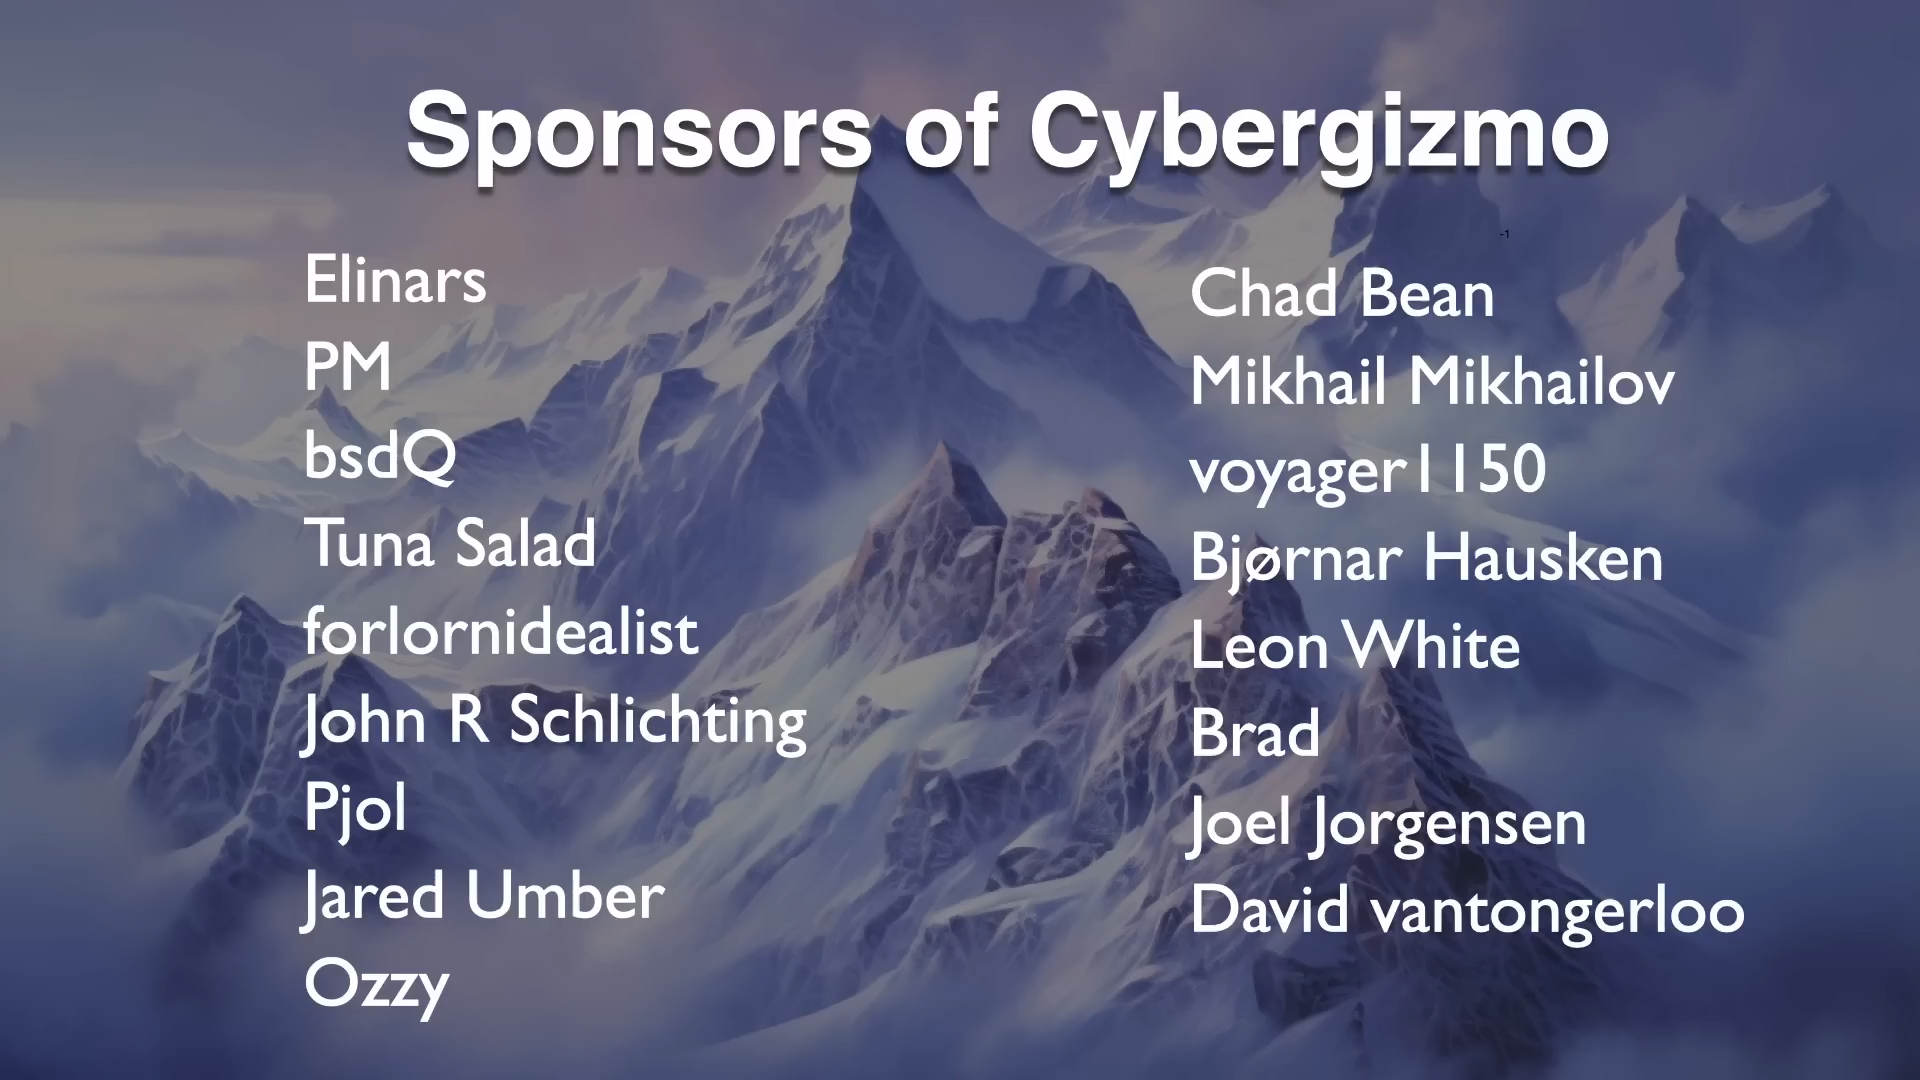 Sponsors of Cybergizmo
-1
Elinars
PM
bsdQ
Tuna Salad
forlornidealist
John R Schlichting
Pjol
Jared Umber
Ozzy
Chad Bean
Mikhail Mikhailov
voyager1150
Bjørnar Hausken
Leon White
Brad
Joel Jorgensen
David vantongerloo